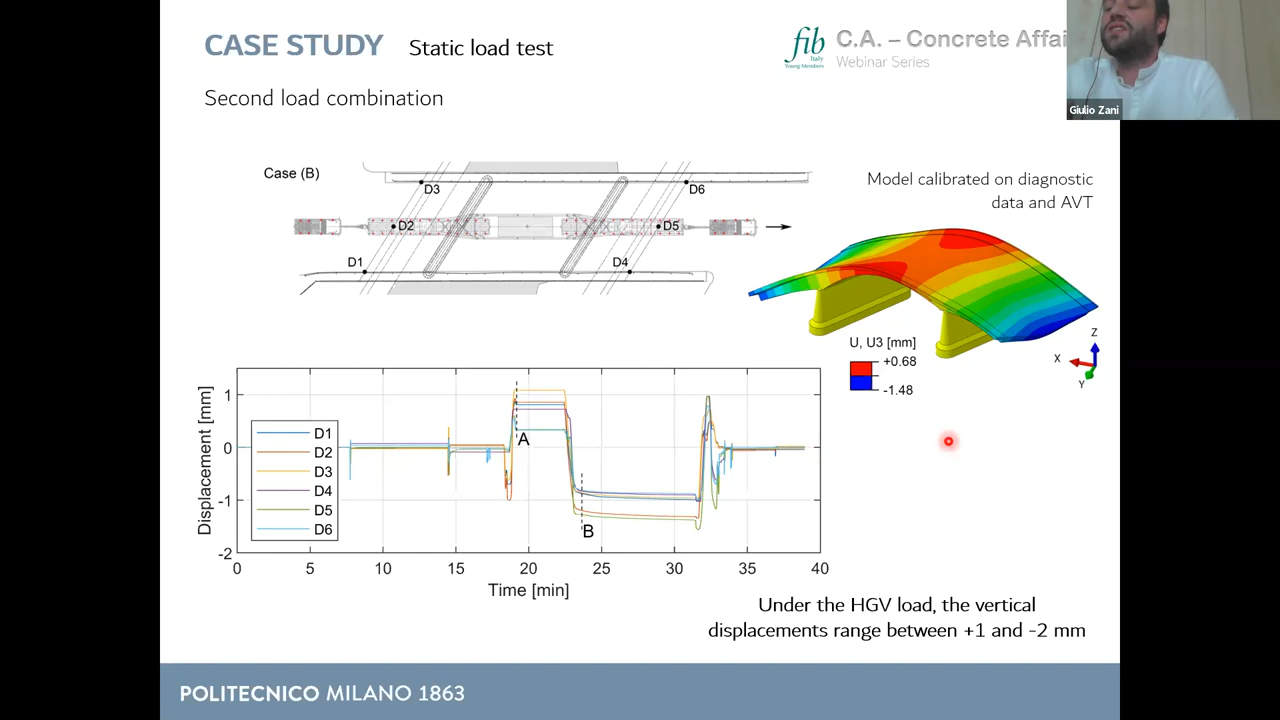 CASE STUDY Static load test
fib
Italy
Young Members
C.A. – Concrete Affai
Webinar Series
Giulio Zani
Second load combination
Case (B)
D3
D6
D2
D5
D1
D4
Model calibrated on diagnostic
data and AVT
U, U3 [mm]
+0.68
-1.48
Z
X
Y
Displacement [mm]
1
0
-1
-2
D1
D2
D3
D4
D5
D6
A
B
0 5 10 15 20 25 30 35 40
Time [min]
Under the HGV load, the vertical
displacements range between +1 and -2 mm
POLITECNICO MILANO 1863